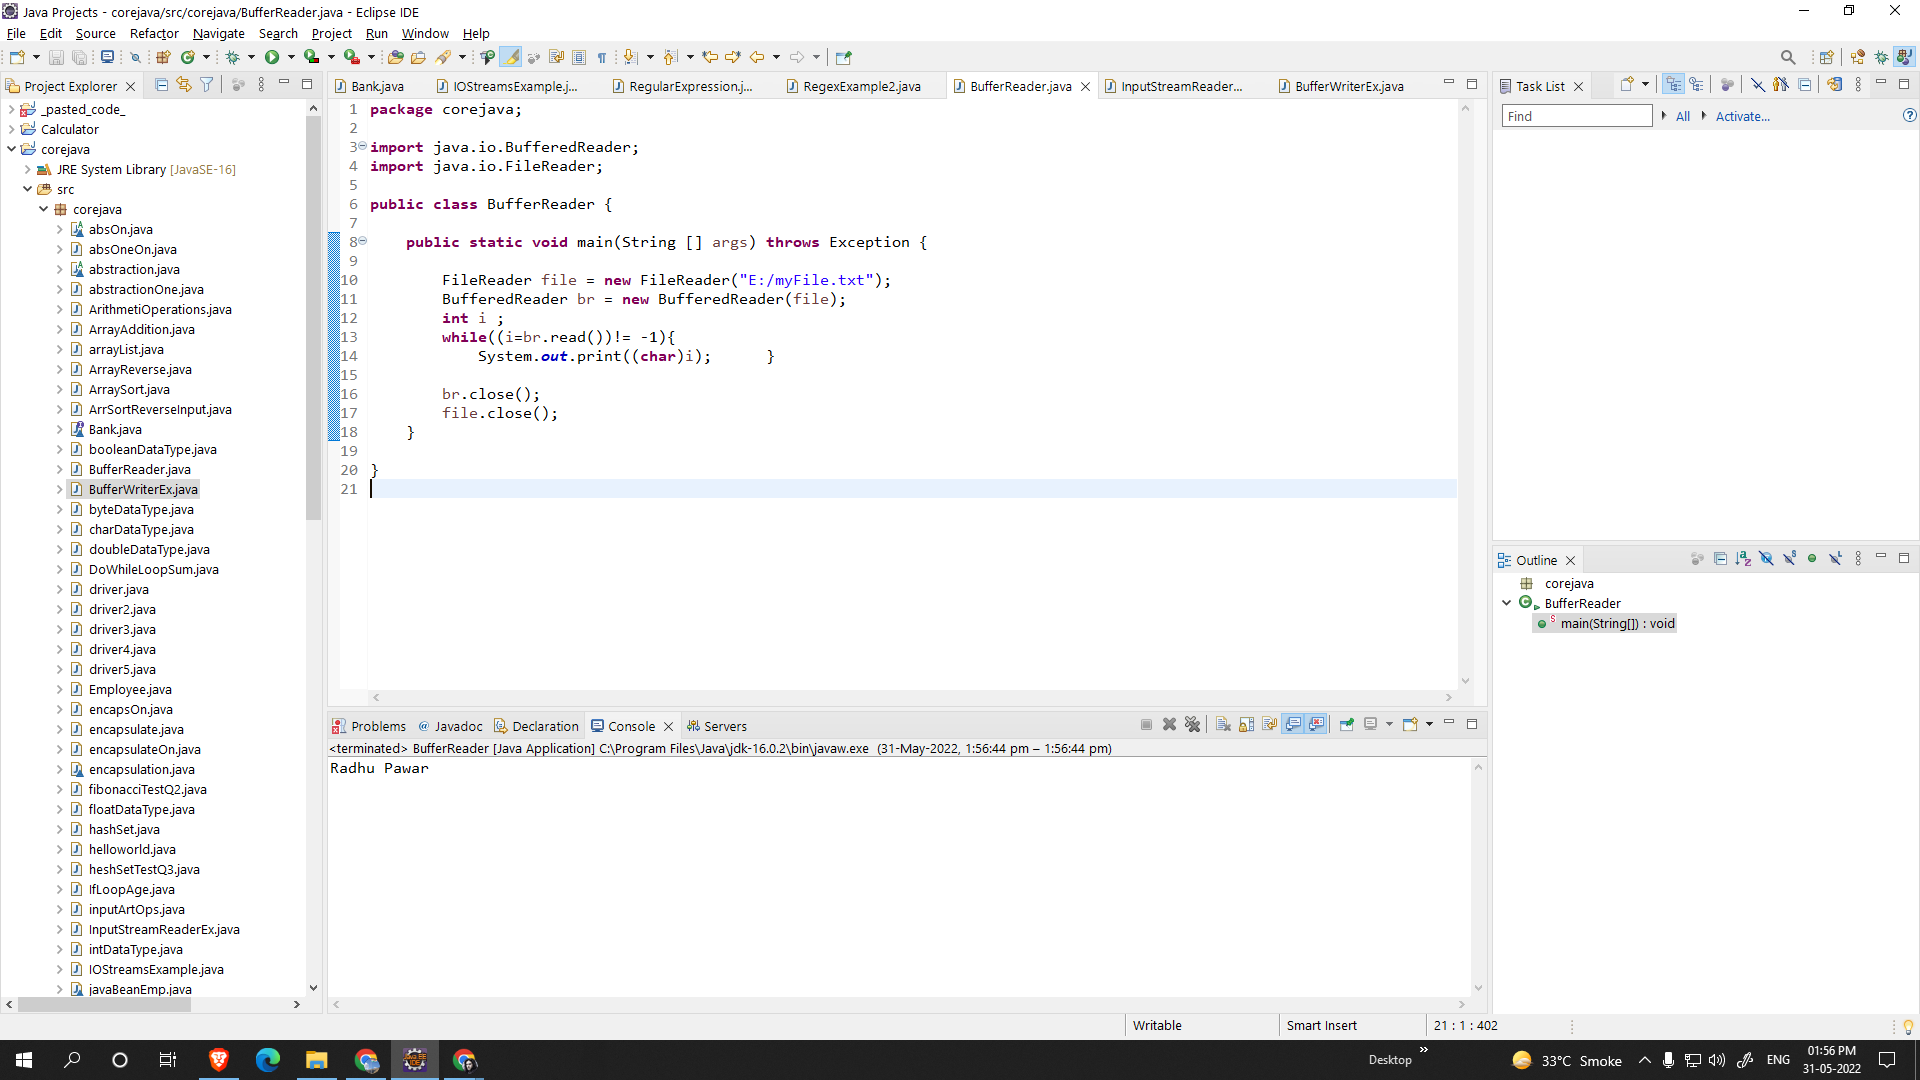 Java Projects - corejava/src/corejava/BufferReader.java - Eclipse IDE
File Edit Source Refactor Navigate Search Project Run Window Help
Project Explorer
_pasted_code_
Calculator
corejava
JRE System Library [JavaSE-16]
src
corejava
absOn.java
absOneOn.java
abstraction.java
abstractionOne.java
ArithmetiOperations.java
ArrayAddition.java
arrayList.java
ArrayReverse.java
ArraySort.java
ArrSortReverseInput.java
Bank.java
booleanDataType.java
BufferReader.java
BufferWriterEx.java
byteDataType.java
charDataType.java
doubleDataType.java
DoWhileLoopSum.java
driver.java
driver2.java
driver3.java
driver4.java
driver5.java
Employee.java
encapsOn.java
encapsulate.java
encapsulateOn.java
encapsulation.java
fibonacciTestQ2.java
floatDataType.java
hashSet.java
helloworld.java
heshSetTestQ3.java
IfLoopAge.java
inputArtOps.java
InputStreamReaderEx.java
intDataType.java
IOStreamsExample.java
javaBeanEmp.java
Bank.java IOStreamsExample.j... RegularExpression.j... RegexExample2.java BufferReader.java InputStreamReader... BufferWriterEx.java
1 package corejava;
2
3 import java.io.BufferedReader;
4 import java.io.FileReader;
5
6 public class BufferReader {
7
8 public static void main(String [] args) throws Exception {
9
10 FileReader file = new FileReader("E:/myFile.txt");
11 BufferedReader br = new BufferedReader(file);
12 int i ;
13 while((i=br.read())!= -1){
14 System.out.print((char)i); }
15
16 br.close();
17 file.close();
18 }
19
20 }
21
Problems Javadoc Declaration Console Servers
<terminated> BufferReader [Java Application] C:\Program Files\Java\jdk-16.0.2\bin\javaw.exe (31-May-2022, 1:56:44 pm – 1:56:44 pm)
Radhu Pawar
Task List
Find All Activate...
Outline
corejava
BufferReader
main(String[]) : void
Writable Smart Insert 21 : 1 : 402
Desktop 33°C Smoke ENG 01:56 PM
31-05-2022